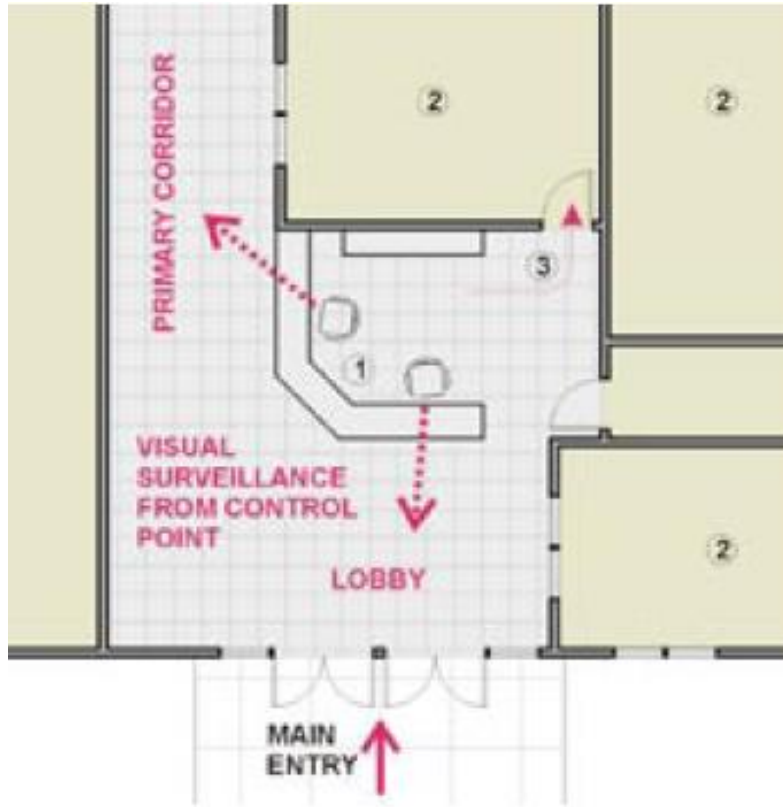 2
2
PRIMARY CORRIDOR
3
1
VISUAL
SURVEILLANCE
FROM CONTROL
POINT
2
LOBBY
MAIN
ENTRY